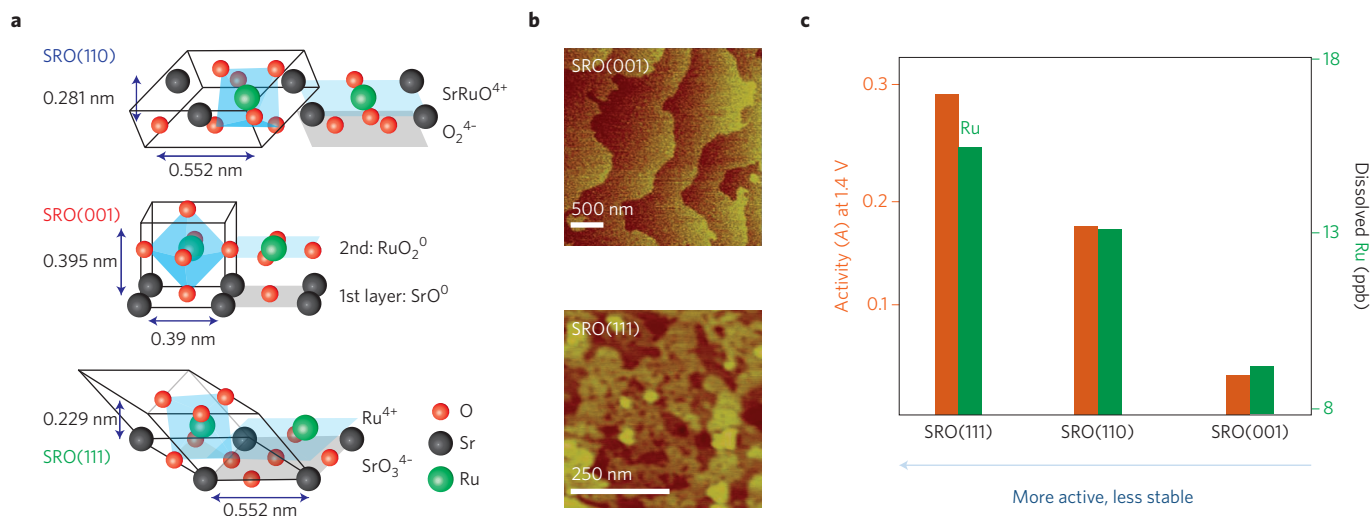 a
SRO(110)
0.281 nm
SrRuO⁴⁺
O₂⁴⁻
0.552 nm
SRO(001)
0.395 nm
2nd: RuO₂⁰
1st layer: SrO⁰
0.39 nm
0.229 nm
Ru⁴⁺
SrO₃⁴⁻
SRO(111)
0.552 nm
O
Sr
Ru
b
SRO(001)
500 nm
SRO(111)
250 nm
c
Activity (A) at 1.4 V
0.3
0.2
0.1
Ru
18
13
8
Dissolved Ru (ppb)
SRO(111) SRO(110) SRO(001)
More active, less stable